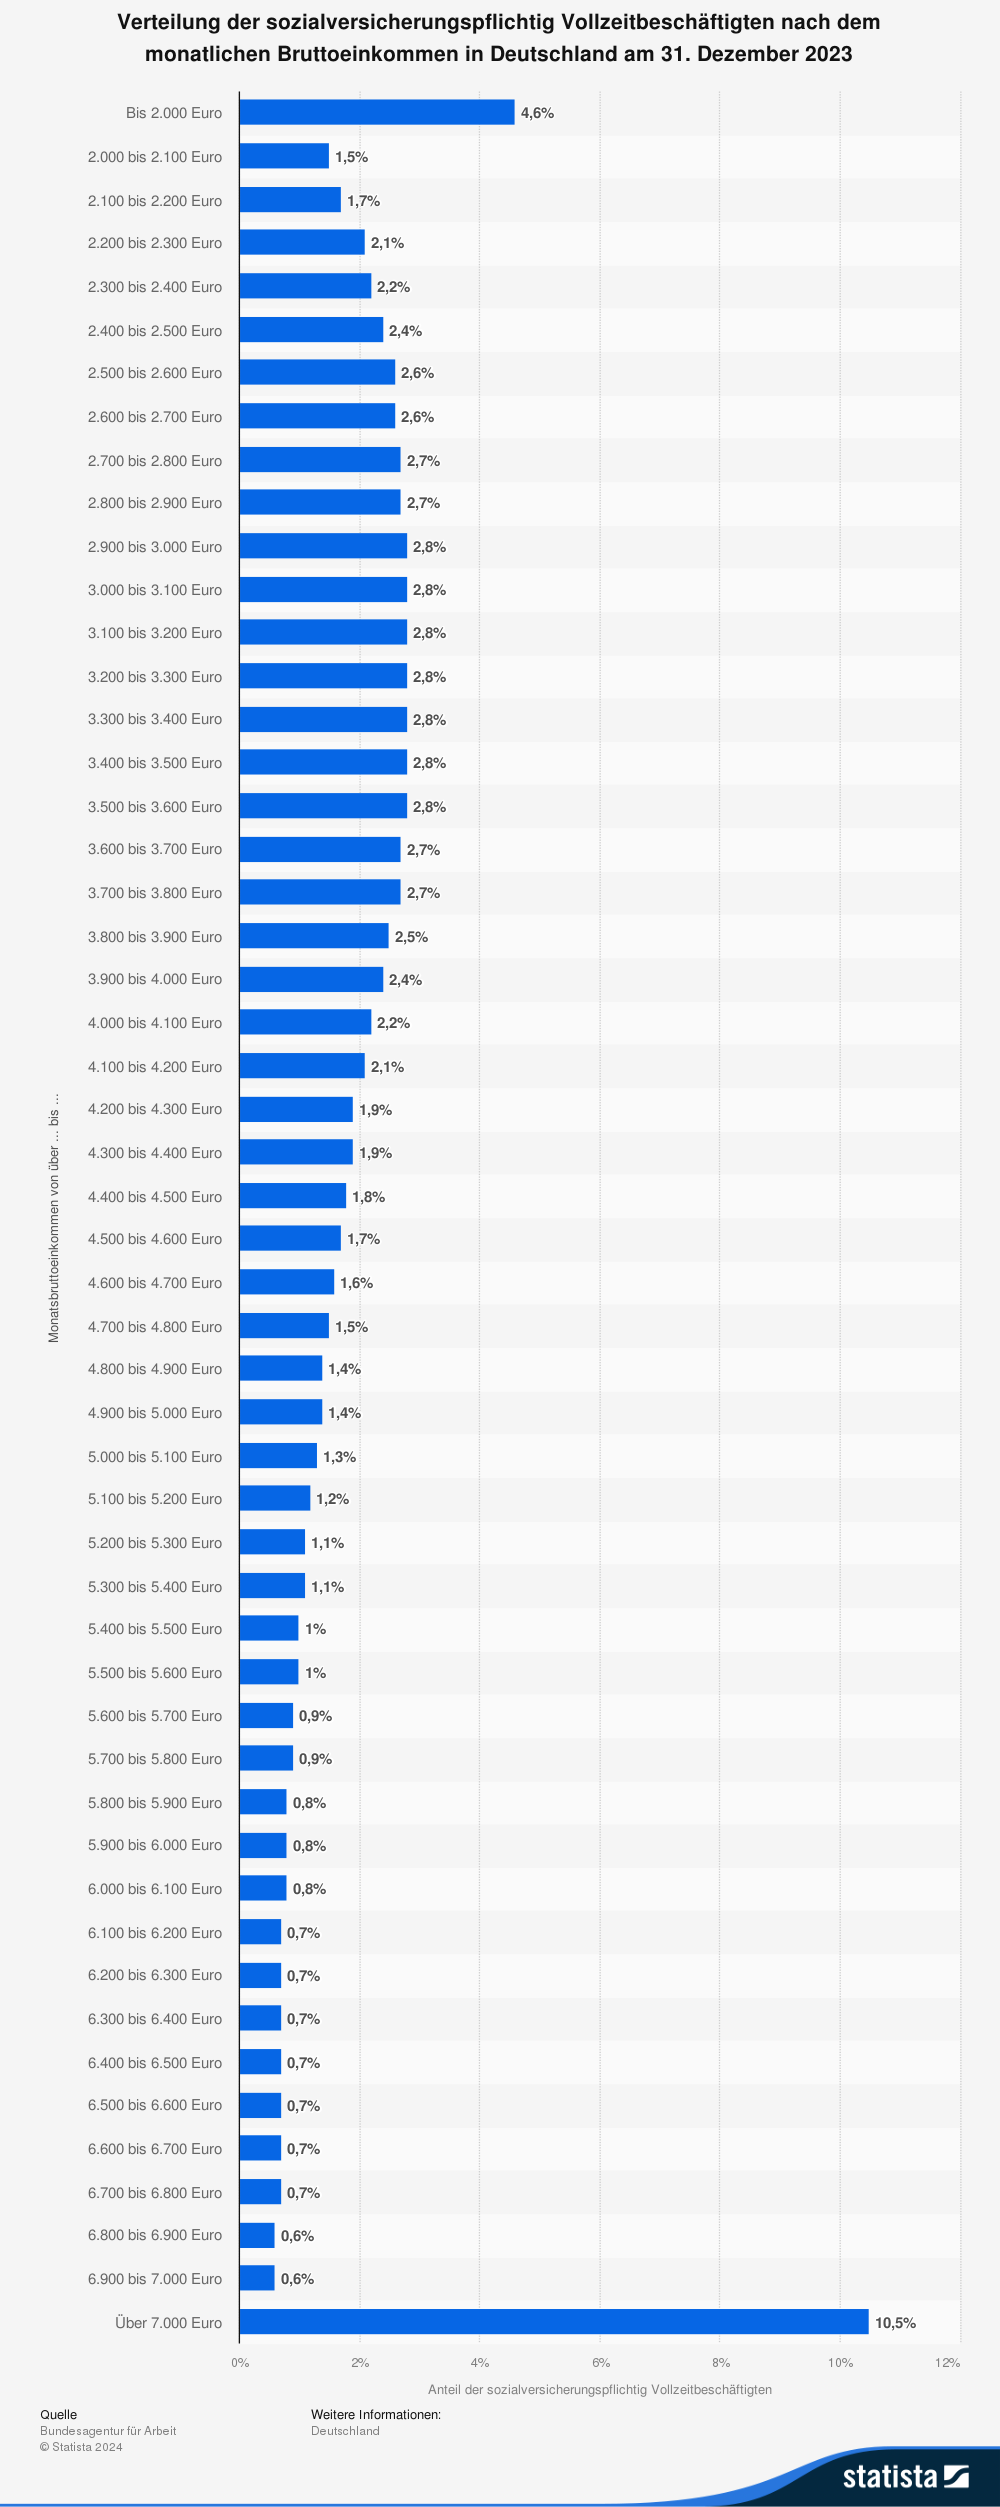 Verteilung der sozialversicherungspflichtig Vollzeitbeschäftigten nach dem
monatlichen Bruttoeinkommen in Deutschland am 31. Dezember 2023
Bis 2.000 Euro 4,6%
2.000 bis 2.100 Euro 1,5%
2.100 bis 2.200 Euro 1,7%
2.200 bis 2.300 Euro 2,1%
2.300 bis 2.400 Euro 2,2%
2.400 bis 2.500 Euro 2,4%
2.500 bis 2.600 Euro 2,6%
2.600 bis 2.700 Euro 2,6%
2.700 bis 2.800 Euro 2,7%
2.800 bis 2.900 Euro 2,7%
2.900 bis 3.000 Euro 2,8%
3.000 bis 3.100 Euro 2,8%
3.100 bis 3.200 Euro 2,8%
3.200 bis 3.300 Euro 2,8%
3.300 bis 3.400 Euro 2,8%
3.400 bis 3.500 Euro 2,8%
3.500 bis 3.600 Euro 2,8%
3.600 bis 3.700 Euro 2,7%
3.700 bis 3.800 Euro 2,7%
3.800 bis 3.900 Euro 2,5%
3.900 bis 4.000 Euro 2,4%
4.000 bis 4.100 Euro 2,2%
4.100 bis 4.200 Euro 2,1%
4.200 bis 4.300 Euro 1,9%
4.300 bis 4.400 Euro 1,9%
4.400 bis 4.500 Euro 1,8%
4.500 bis 4.600 Euro 1,7%
4.600 bis 4.700 Euro 1,6%
4.700 bis 4.800 Euro 1,5%
4.800 bis 4.900 Euro 1,4%
4.900 bis 5.000 Euro 1,4%
5.000 bis 5.100 Euro 1,3%
5.100 bis 5.200 Euro 1,2%
5.200 bis 5.300 Euro 1,1%
5.300 bis 5.400 Euro 1,1%
5.400 bis 5.500 Euro 1%
5.500 bis 5.600 Euro 1%
5.600 bis 5.700 Euro 0,9%
5.700 bis 5.800 Euro 0,9%
5.800 bis 5.900 Euro 0,8%
5.900 bis 6.000 Euro 0,8%
6.000 bis 6.100 Euro 0,8%
6.100 bis 6.200 Euro 0,7%
6.200 bis 6.300 Euro 0,7%
6.300 bis 6.400 Euro 0,7%
6.400 bis 6.500 Euro 0,7%
6.500 bis 6.600 Euro 0,7%
6.600 bis 6.700 Euro 0,7%
6.700 bis 6.800 Euro 0,7%
6.800 bis 6.900 Euro 0,6%
6.900 bis 7.000 Euro 0,6%
Über 7.000 Euro 10,5%
Monatsbruttoeinkommen von über ... bis ...
0% 2% 4% 6% 8% 10% 12%
Anteil der sozialversicherungspflichtig Vollzeitbeschäftigten
Quelle
Bundesagentur für Arbeit
© Statista 2024
Weitere Informationen:
Deutschland
statista